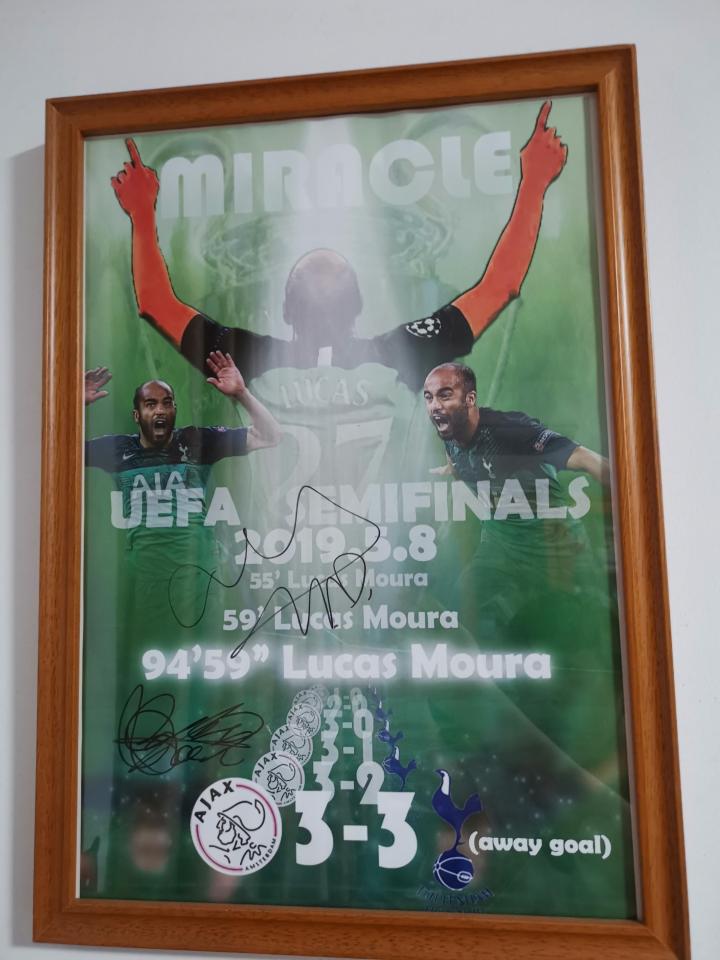 MIRACLE
LUCAS
27
AIA
UEFA SEMIFINALS
2019.5.8
55' Lucas Moura
59' Lucas Moura
94'59" Lucas Moura
3-0
3-1
3-2
AJAX
AMSTERDAM
3-3
(away goal)